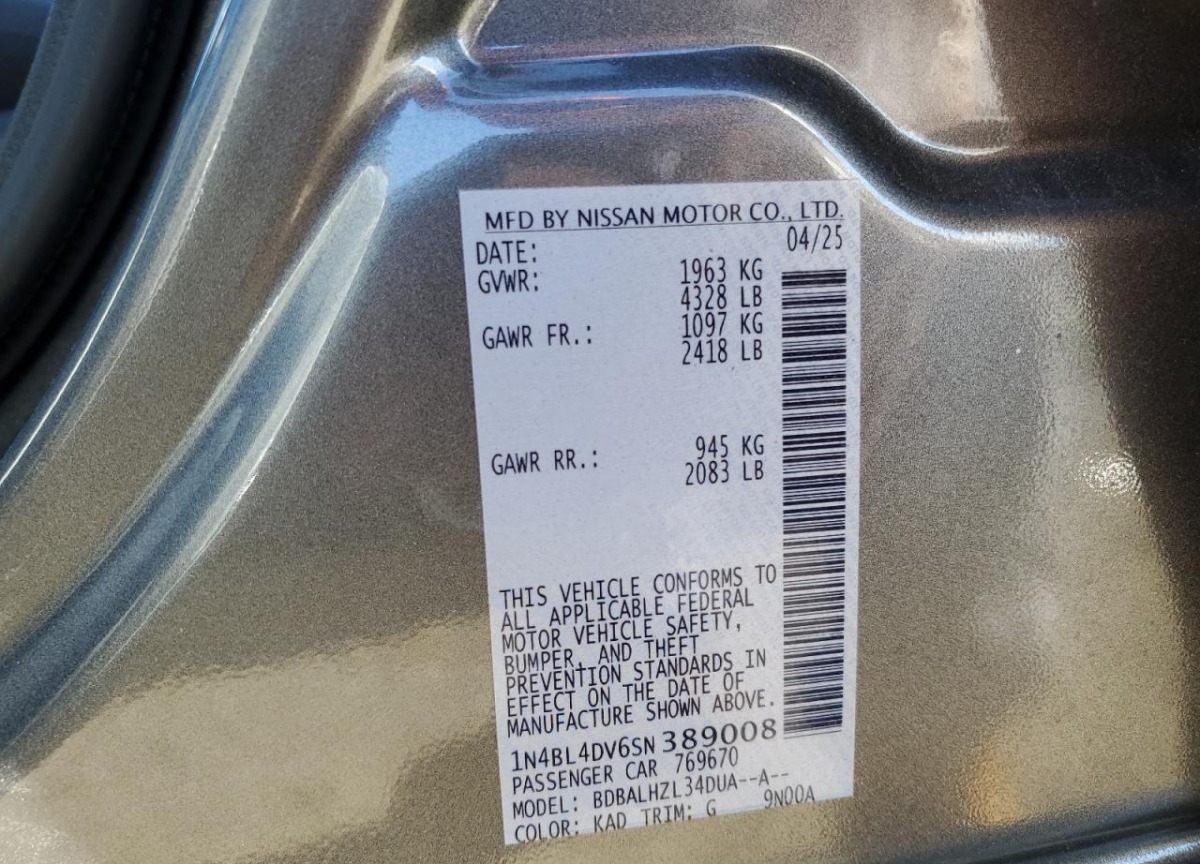 MFD BY NISSAN MOTOR CO., LTD.
DATE: 04/25
GVWR: 1963 KG
4328 LB
GAWR FR.: 1097 KG
2418 LB
GAWR RR.: 945 KG
2083 LB
THIS VEHICLE CONFORMS TO
ALL APPLICABLE FEDERAL
MOTOR VEHICLE SAFETY,
BUMPER, AND THEFT
PREVENTION STANDARDS IN
EFFECT ON THE DATE OF
MANUFACTURE SHOWN ABOVE.
1N4BL4DV6SN 389008
PASSENGER CAR 769670
MODEL: BDBALHZL34DUA--A--
COLOR: KAD TRIM: G 9N00A